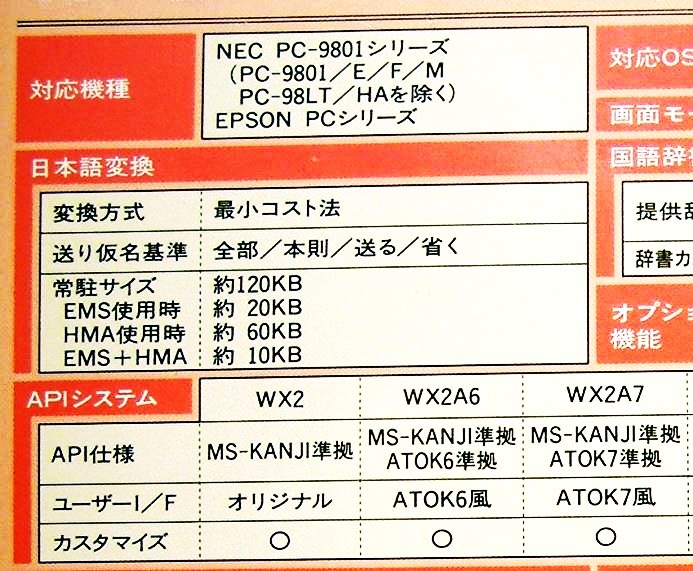 対応機種
NEC PC-9801シリーズ
(PC-9801/E/F/M
PC-98LT/HAを除く)
EPSON PCシリーズ
対応OS
画面モー
国語辞書
提供辞
辞書カ
オプショ
機能
日本語変換
変換方式 最小コスト法
送り仮名基準 全部/本則/送る/省く
常駐サイズ 約120KB
EMS使用時 約 20KB
HMA使用時 約 60KB
EMS+HMA 約 10KB
APIシステム WX2 WX2A6 WX2A7
API仕様 MS-KANJI準拠 MS-KANJI準拠 MS-KANJI準拠
ATOK6準拠 ATOK7準拠
ユーザーI/F オリジナル ATOK6風 ATOK7風
カスタマイズ ○ ○ ○